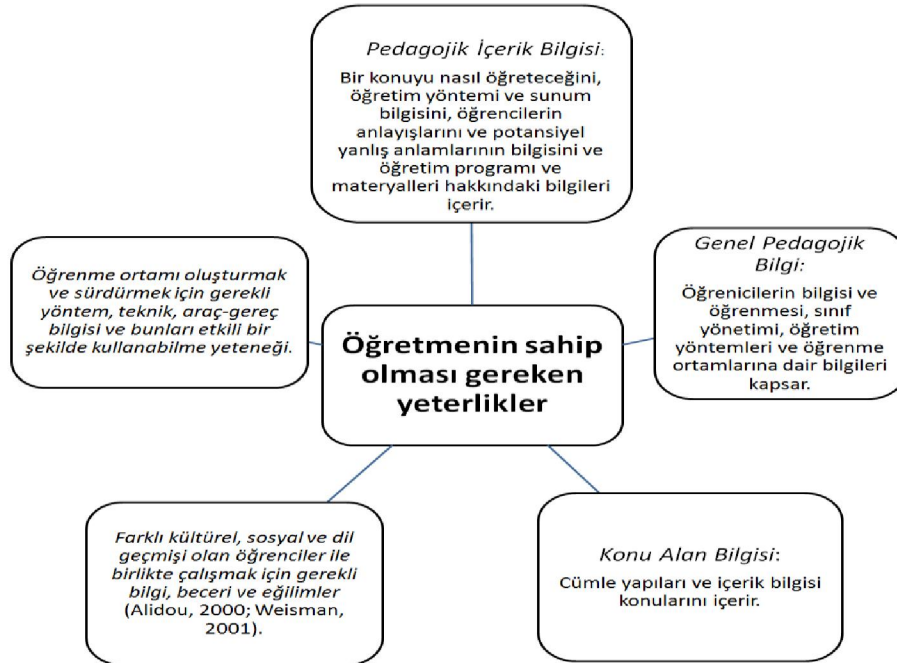 Pedagojik İçerik Bilgisi:
Bir konuyu nasıl öğreteceğini,
öğretim yöntemi ve sunum
bilgisini, öğrencilerin
anlayışlarını ve potansiyel
yanlış anlamlarının bilgisini ve
öğretim programı ve
materyalleri hakkındaki bilgileri
içerir.
Öğrenme ortamı oluşturmak
ve sürdürmek için gerekli
yöntem, teknik, araç-gereç
bilgisi ve bunları etkili bir
şekilde kullanabilme yeteneği.
Öğretmenin sahip
olması gereken
yeterlikler
Genel Pedagojik
Bilgi:
Öğrenicilerin bilgisi ve
öğrenmesi, sınıf
yönetimi, öğretim
yöntemleri ve öğrenme
ortamlarına dair bilgileri
kapsar.
Farklı kültürel, sosyal ve dil
geçmişi olan öğrenciler ile
birlikte çalışmak için gerekli
bilgi, beceri ve eğilimler
(Alidou, 2000; Weisman,
2001).
Konu Alan Bilgisi:
Cümle yapıları ve içerik bilgisi
konularını içerir.